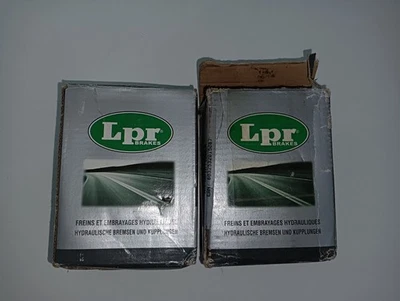 Lpr®
BRAKES
FREINS ET EMBRAYAGES
HYDRAULISCHE BREMSEN UND KUPPLUNGEN
Lpr®
BRAKES
FREINS ET EMBRAYAGES HYDRAULIQUES
HYDRAULISCHE BREMSEN UND KUPPLUNGEN